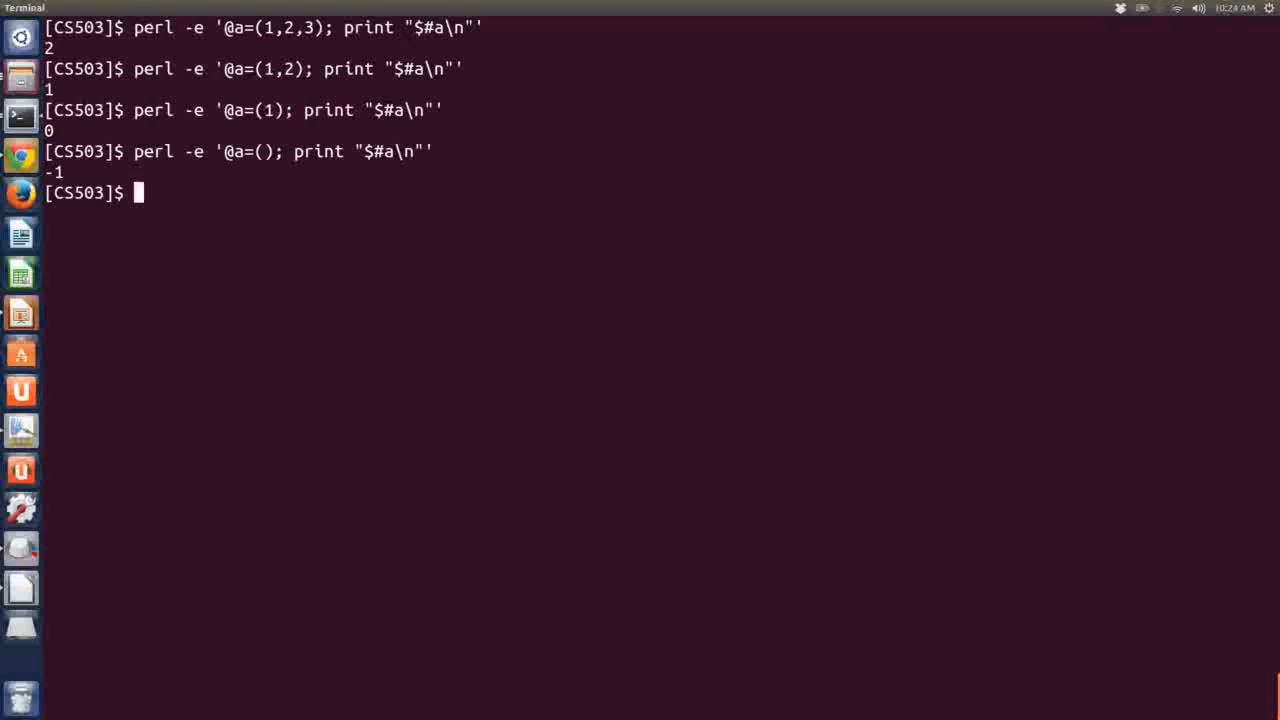 Terminal
10:24 AM
[CS503]$ perl -e '@a=(1,2,3); print "$#a\n"'
2
[CS503]$ perl -e '@a=(1,2); print "$#a\n"'
1
[CS503]$ perl -e '@a=(1); print "$#a\n"'
0
[CS503]$ perl -e '@a=(); print "$#a\n"'
-1
[CS503]$